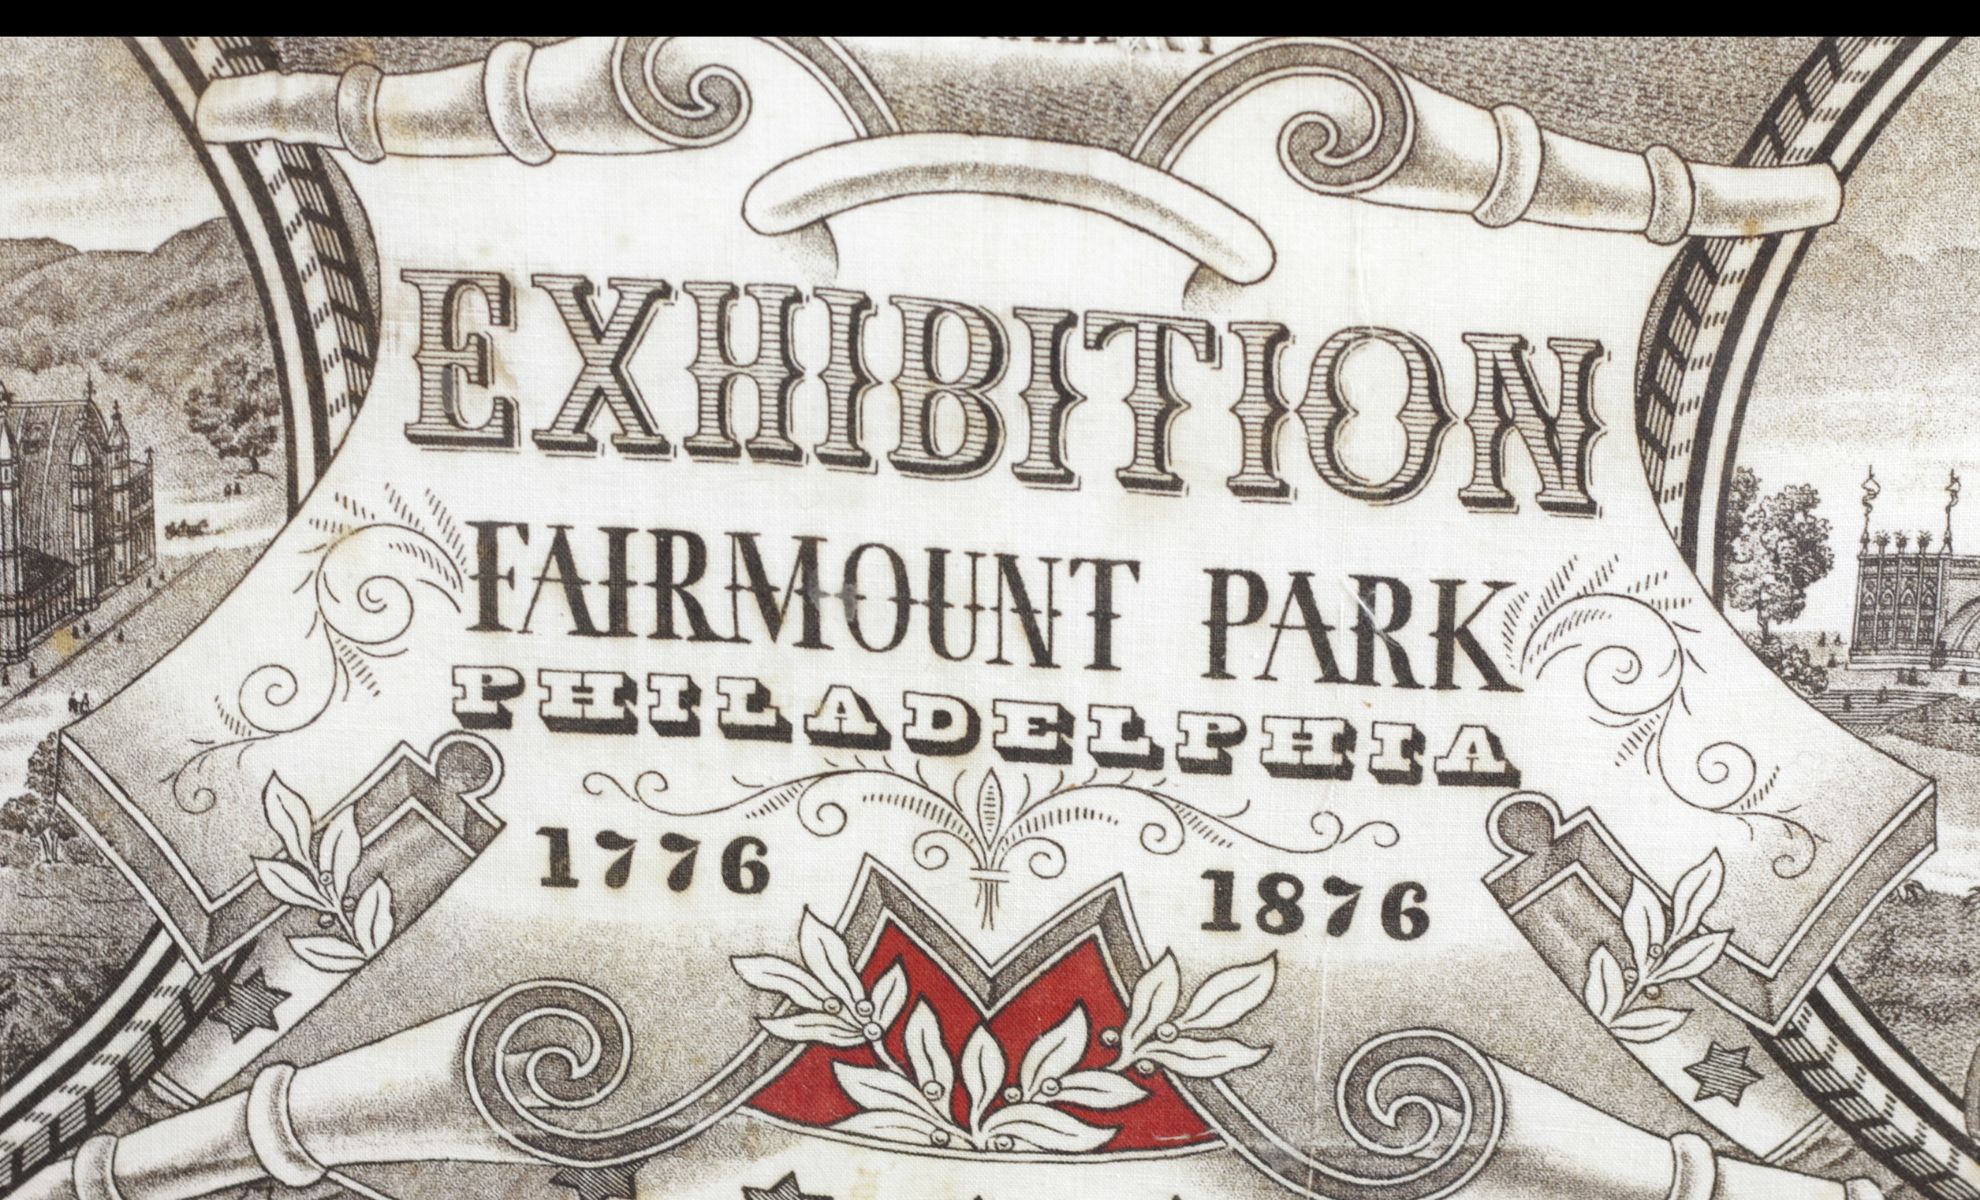 EXHIBITION
FAIRMOUNT PARK
PHILADELPHIA
1776 1876